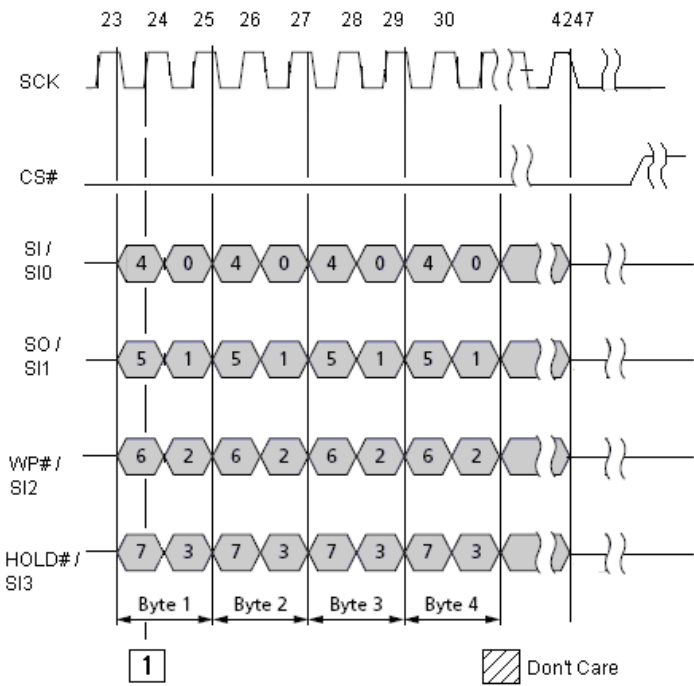 23 24 25 26 27 28 29 30 4247
SCK
CS#
SI /
SI0
4 0 4 0 4 0 4 0
SO /
SI1
5 1 5 1 5 1 5 1
WP# /
SI2
6 2 6 2 6 2 6 2
HOLD# /
SI3
7 3 7 3 7 3 7 3
Byte 1 Byte 2 Byte 3 Byte 4
1
Don't Care